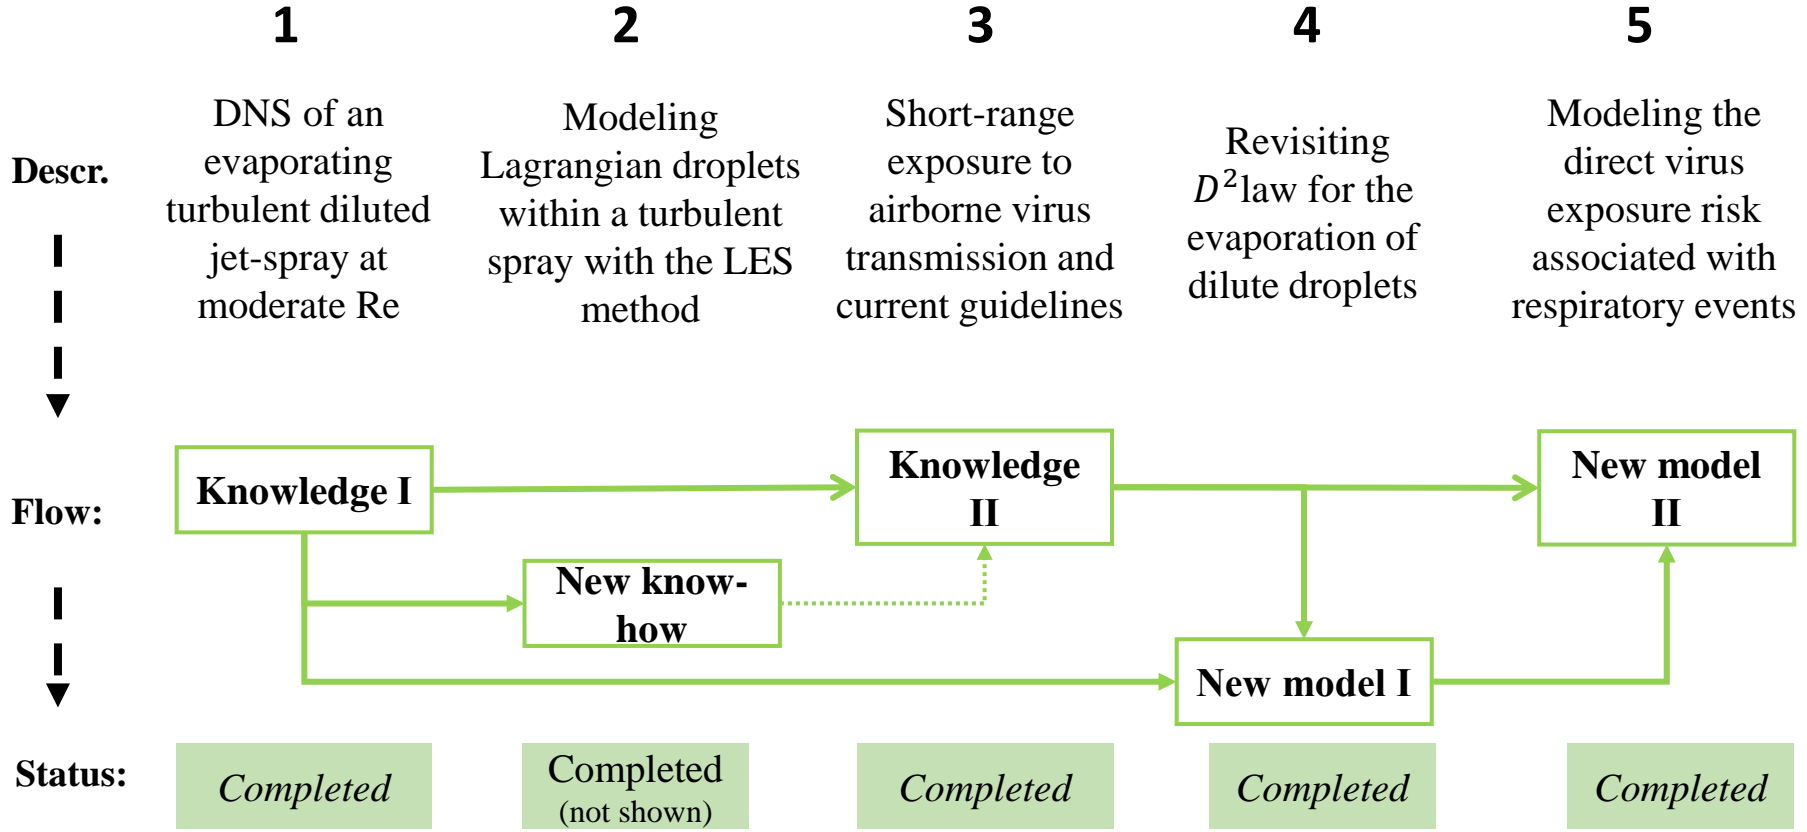 1 2 3 4 5
Descr.
DNS of an
evaporating
turbulent diluted
jet-spray at
moderate Re
Modeling
Lagrangian droplets
within a turbulent
spray with the LES
method
Short-range
exposure to
airborne virus
transmission and
current guidelines
Revisiting
D² law for the
evaporation of
dilute droplets
Modeling the
direct virus
exposure risk
associated with
respiratory events
Flow:
Knowledge I
New know-
how
Knowledge
II
New model I
New model
II
Status:
Completed
Completed
(not shown)
Completed
Completed
Completed